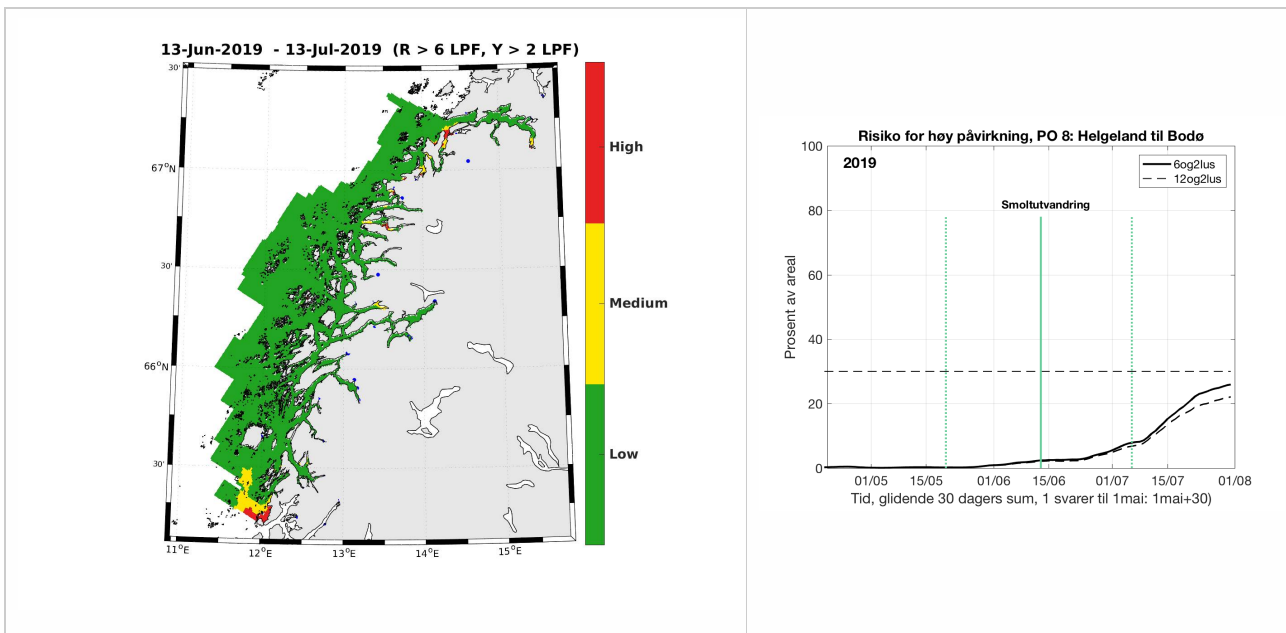 13-Jun-2019 - 13-Jul-2019 (R > 6 LPF, Y > 2 LPF)
30'
67°N
30'
66°N
30'
11°E
12°E
13°E
14°E
15°E
High
Medium
Low
Risiko for høy påvirkning, PO 8: Helgeland til Bodø
2019
6og2lus
12og2lus
Smoltutvandring
Prosent av areal
100
80
60
40
20
0
01/05
15/05
01/06
15/06
01/07
15/07
01/08
Tid, glidende 30 dagers sum, 1 svarer til 1mai: 1mai+30)